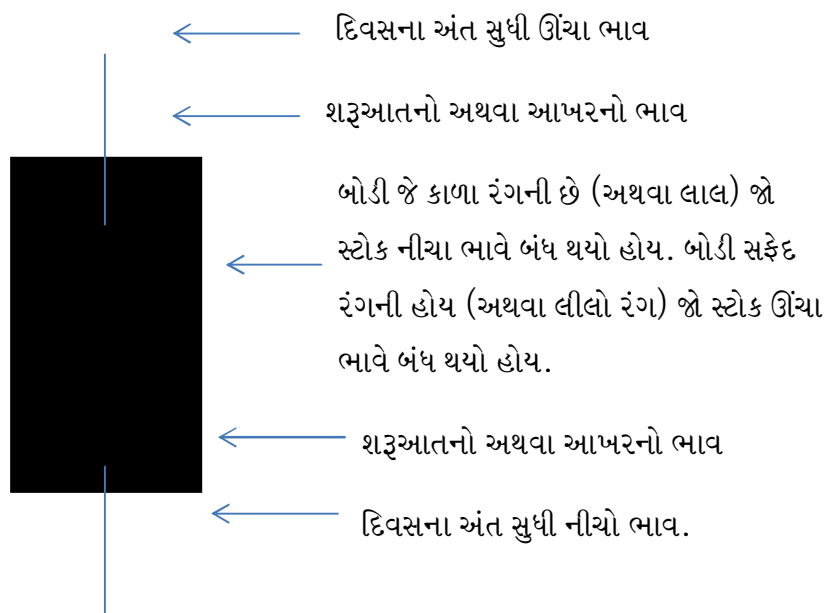 દિવસના અંત સુધી ઊંચા ભાવ
શરૂઆતનો અથવા આખરનો ભાવ
બોડી જે કાળા રંગની છે (અથવા લાલ) જો
સ્ટોક નીચા ભાવે બંધ થયો હોય. બોડી સફેદ
રંગની હોય (અથવા લીલો રંગ) જો સ્ટોક ઊંચા
ભાવે બંધ થયો હોય.
શરૂઆતનો અથવા આખરનો ભાવ
દિવસના અંત સુધી નીચો ભાવ.